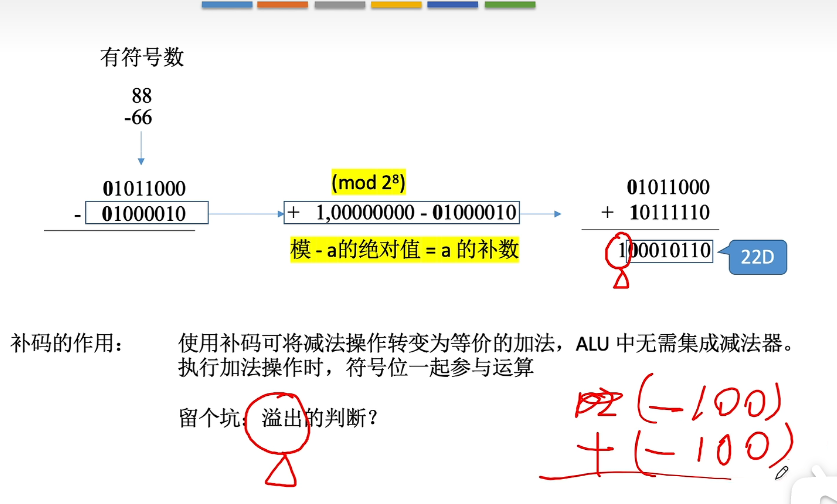 有符号数
88
-66
01011000
- 01000010
(mod 2⁸)
+ 1,00000000 - 01000010
模 - a的绝对值 = a 的补数
01011000
+ 10111110
100010110
22D
补码的作用：
使用补码可将减法操作转变为等价的加法，ALU 中无需集成减法器。
执行加法操作时，符号位一起参与运算
留个坑：溢出的判断？
(-100)
+ (-100)